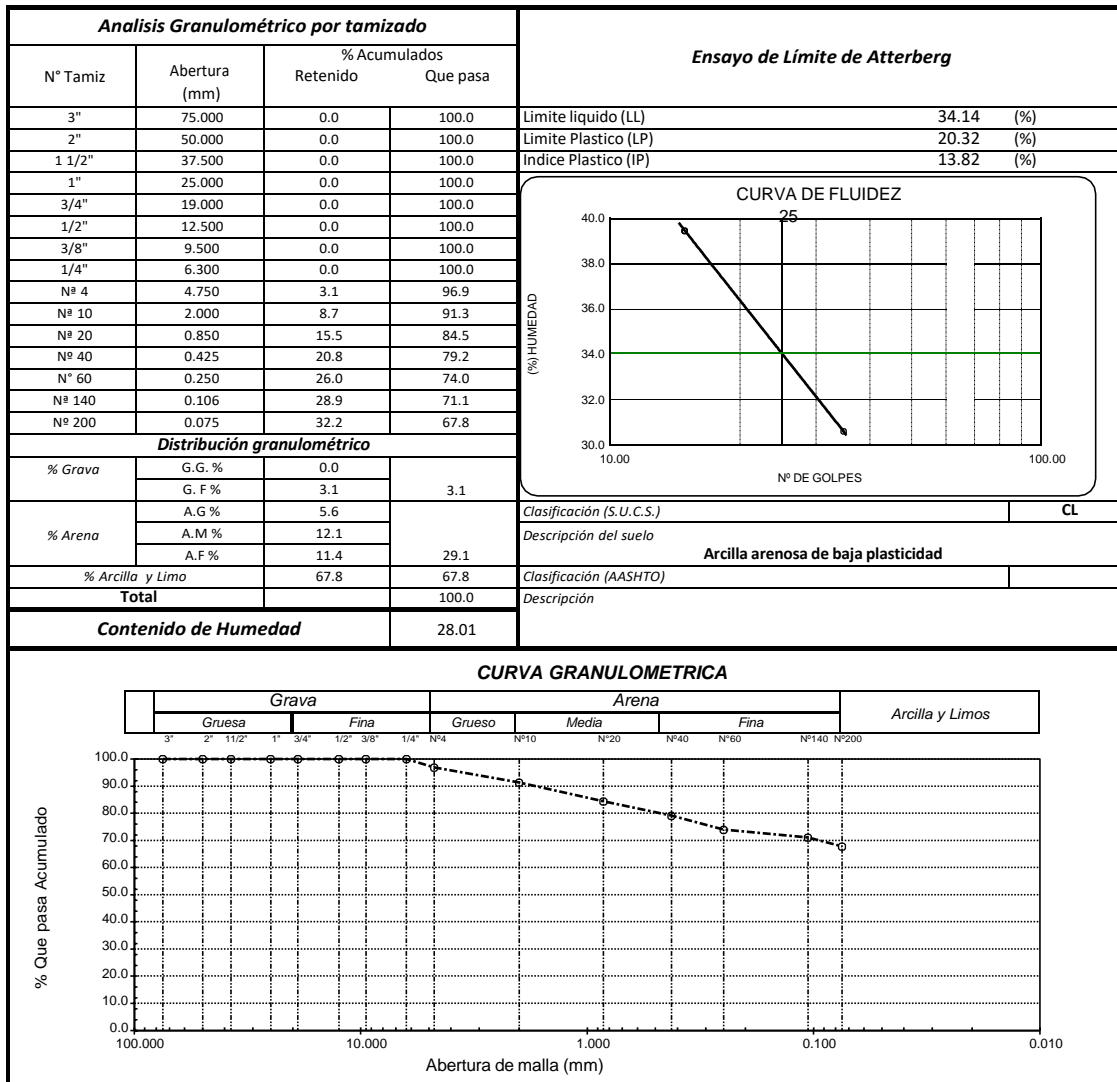 Analisis Granulométrico por tamizado
N° Tamiz Abertura (mm) % Acumulados Retenido Que pasa
3" 75.000 0.0 100.0
2" 50.000 0.0 100.0
1 1/2" 37.500 0.0 100.0
1" 25.000 0.0 100.0
3/4" 19.000 0.0 100.0
1/2" 12.500 0.0 100.0
3/8" 9.500 0.0 100.0
1/4" 6.300 0.0 100.0
Nª 4 4.750 3.1 96.9
Nª 10 2.000 8.7 91.3
Nª 20 0.850 15.5 84.5
Nº 40 0.425 20.8 79.2
N° 60 0.250 26.0 74.0
Nª 140 0.106 28.9 71.1
Nº 200 0.075 32.2 67.8
Distribución granulométrico
% Grava G.G. % 0.0
G. F % 3.1 3.1
A.G % 5.6
% Arena A.M % 12.1
A.F % 11.4 29.1
% Arcilla y Limo 67.8 67.8
Total 100.0
Contenido de Humedad 28.01
Ensayo de Límite de Atterberg
Limite liquido (LL) 34.14 (%)
Limite Plastico (LP) 20.32 (%)
Indice Plastico (IP) 13.82 (%)
CURVA DE FLUIDEZ
25
40.0
38.0
36.0
34.0
32.0
30.0
(%) HUMEDAD
10.00 100.00
Nº DE GOLPES
Clasificación (S.U.C.S.) CL
Descripción del suelo
Arcilla arenosa de baja plasticidad
Clasificación (AASHTO)
Descripción
CURVA GRANULOMETRICA
Grava Arena Arcilla y Limos
Gruesa Fina Grueso Media Fina
3" 2" 11/2" 1" 3/4" 1/2" 3/8" 1/4" Nº4 Nº10 N°20 Nº40 N°60 Nº140 Nº200
100.0
90.0
80.0
70.0
60.0
50.0
40.0
30.0
20.0
10.0
0.0
% Que pasa Acumulado
100.000 10.000 1.000 0.100 0.010
Abertura de malla (mm)